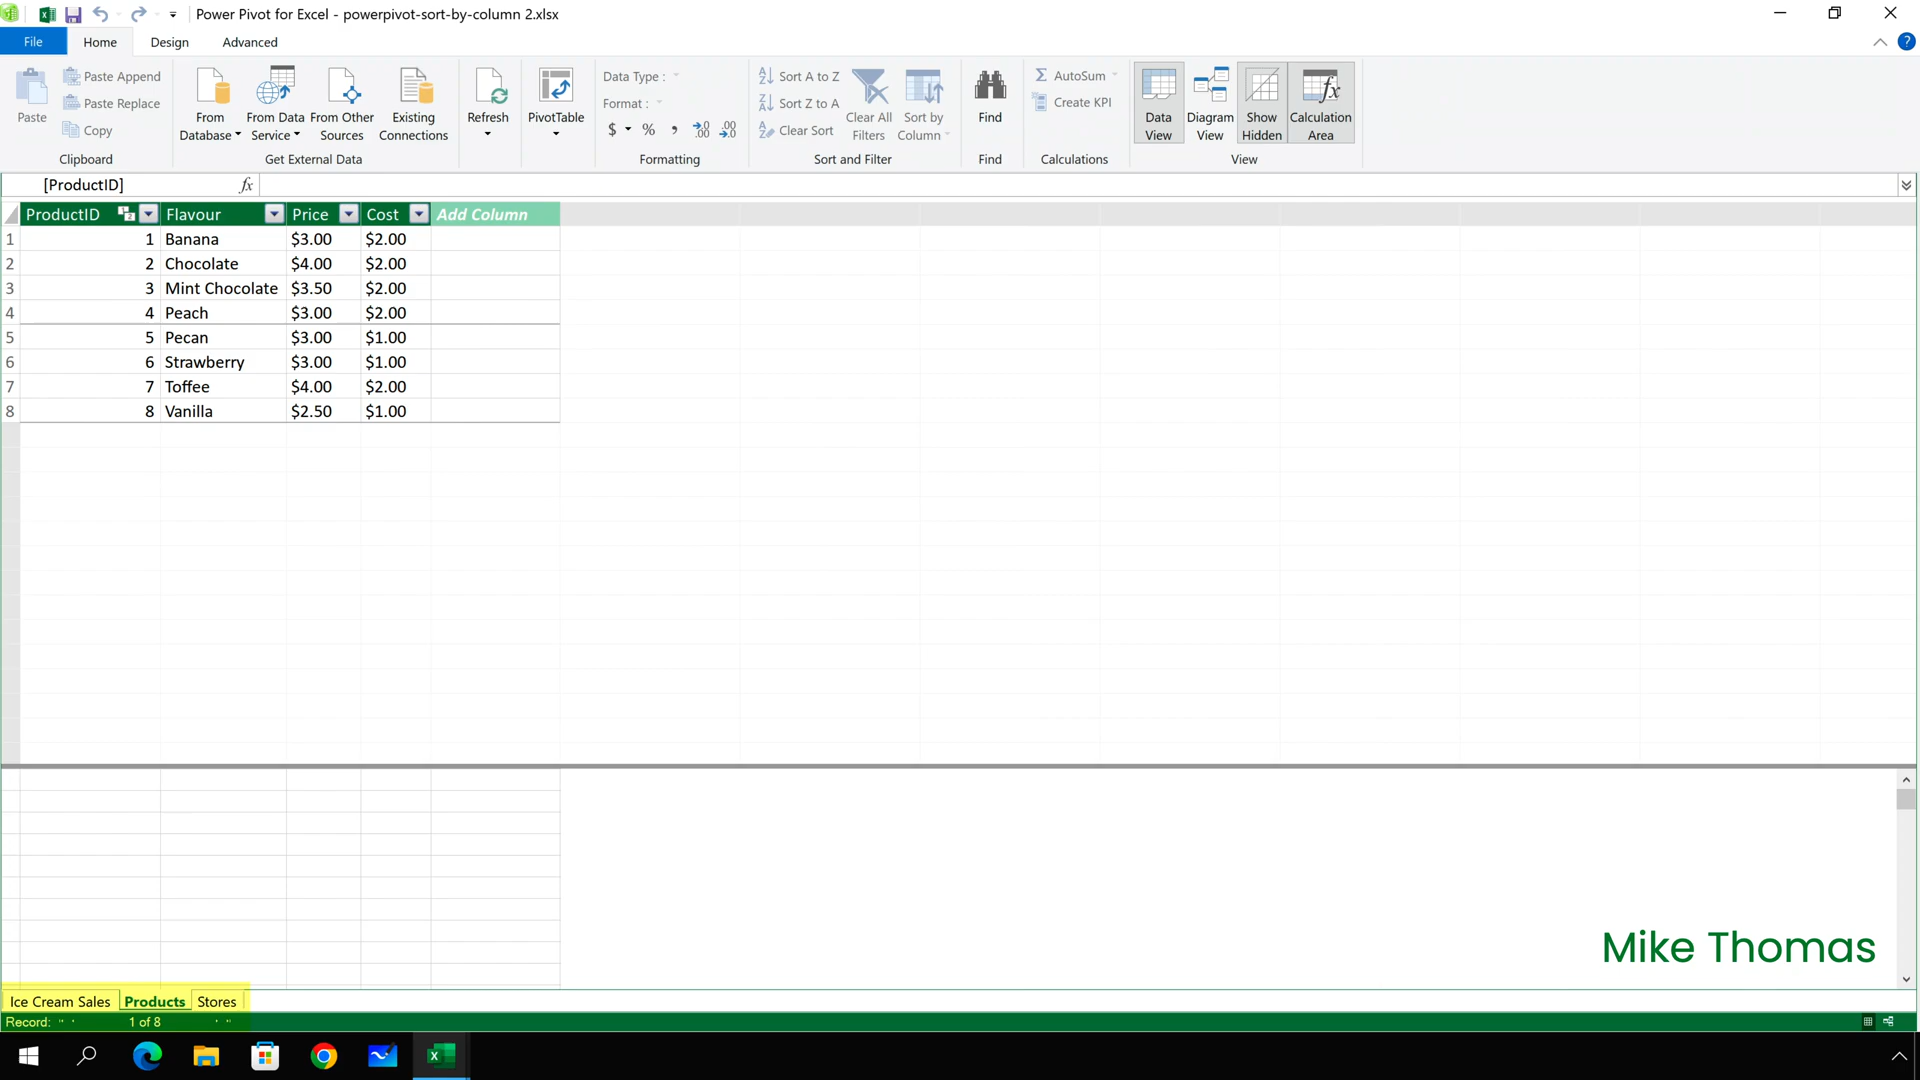 Power Pivot for Excel - powerpivot-sort-by-column 2.xlsx
File Home Design Advanced
Paste
Paste Append
Paste Replace
Copy
Clipboard
From Database
From Data Service
From Other Sources
Existing Connections
Get External Data
Refresh
PivotTable
Data Type :
Format :
$ % , .00 .00
Formatting
Sort A to Z
Sort Z to A
Clear Sort
Clear All Filters
Sort by Column
Sort and Filter
Find
Find
AutoSum
Create KPI
Calculations
Data View
Diagram View
Show Hidden
Calculation Area
View
[ProductID] fx
ProductID Flavour Price Cost Add Column
1 1 Banana $3.00 $2.00
2 2 Chocolate $4.00 $2.00
3 3 Mint Chocolate $3.50 $2.00
4 4 Peach $3.00 $2.00
5 5 Pecan $3.00 $1.00
6 6 Strawberry $3.00 $1.00
7 7 Toffee $4.00 $2.00
8 8 Vanilla $2.50 $1.00
Mike Thomas
Ice Cream Sales Products Stores
Record: 1 of 8